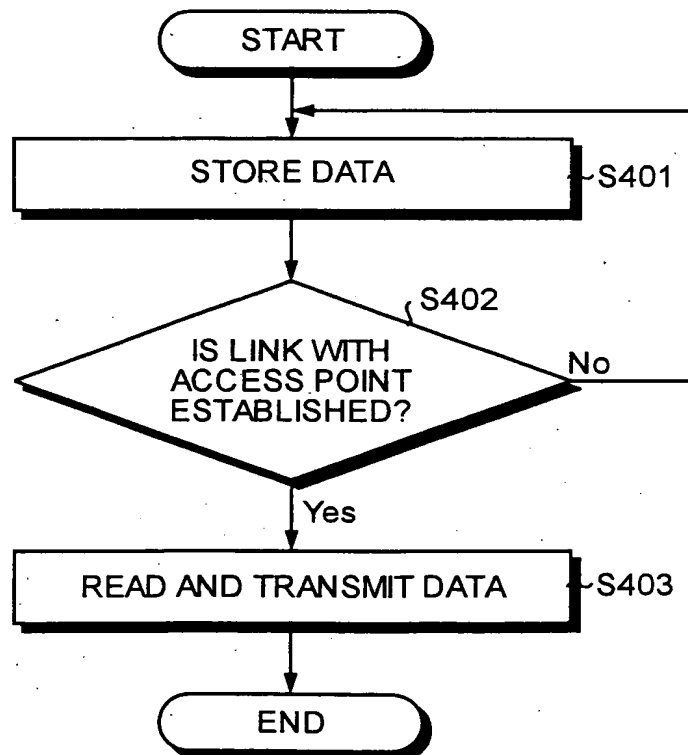 START
STORE DATA
S401
S402
IS LINK WITH
ACCESS POINT
ESTABLISHED?
No
Yes
READ AND TRANSMIT DATA
S403
END